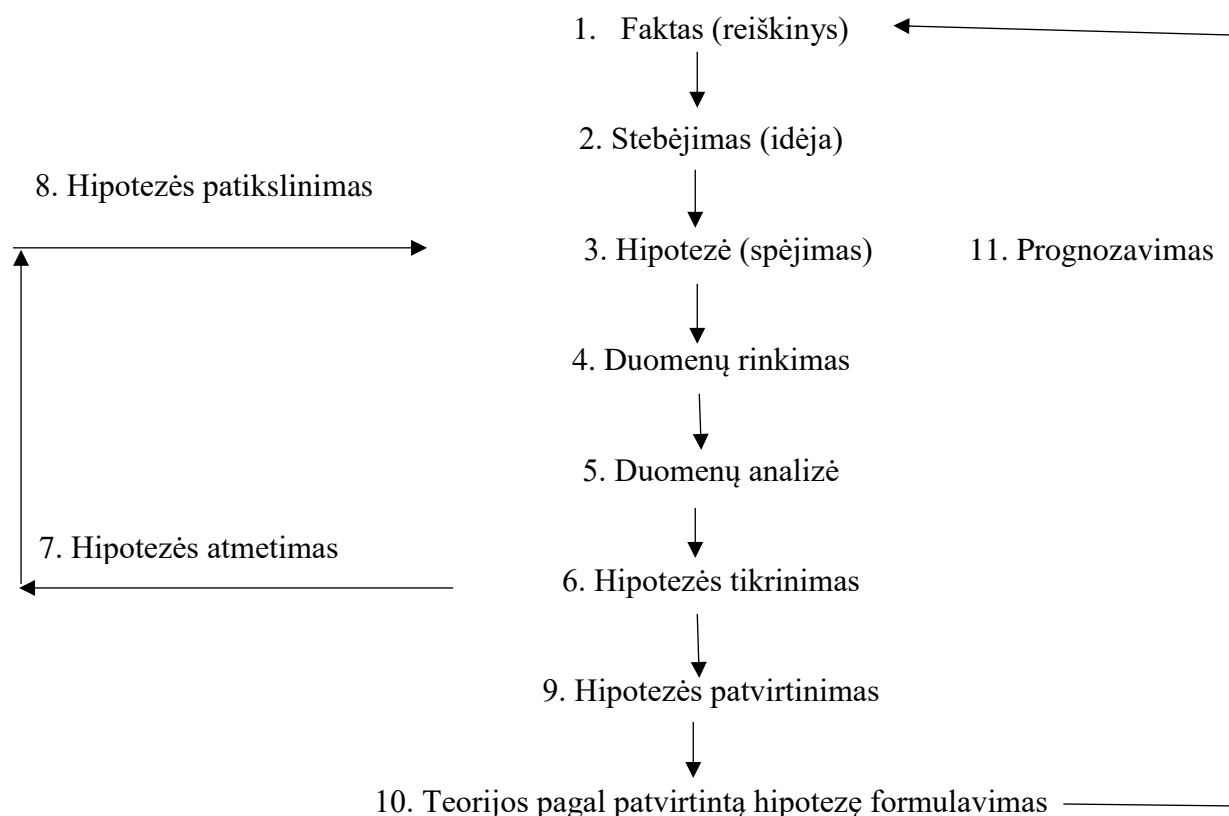 1. Faktas (reiškinys)
2. Stebėjimas (idėja)
8. Hipotezės patikslinimas
3. Hipotezė (spėjimas)
11. Prognozavimas
4. Duomenų rinkimas
5. Duomenų analizė
7. Hipotezės atmetimas
6. Hipotezės tikrinimas
9. Hipotezės patvirtinimas
10. Teorijos pagal patvirtintą hipotezę formulavimas